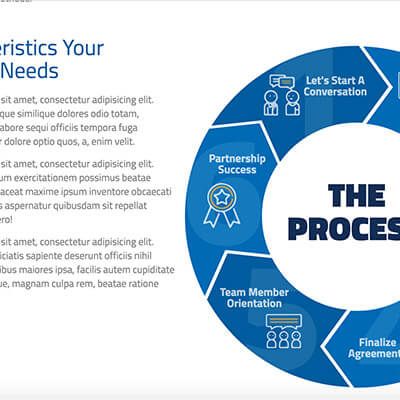 eristics Your
Needs
sit amet, consectetur adipisicing elit.
que similique dolores odio totam,
abore sequi officiis tempora fuga
r dolore optio quos, a, enim velit.
sit amet, consectetur adipisicing elit.
um exercitationem possimus beatae
aceat maxime ipsum inventore obcaecati
s aspernatur quibusdam sit repellat
ero!
sit amet, consectetur adipisicing elit.
iciatis sapiente deserunt officiis nihil
ibus maiores ipsa, facilis autem cupiditate
ue, magnam culpa rem, beatae ratione
Let's Start A
Conversation
Partnership
Success
6
THE
PROCES
Team Member
Orientation
5
Finalize
Agreement